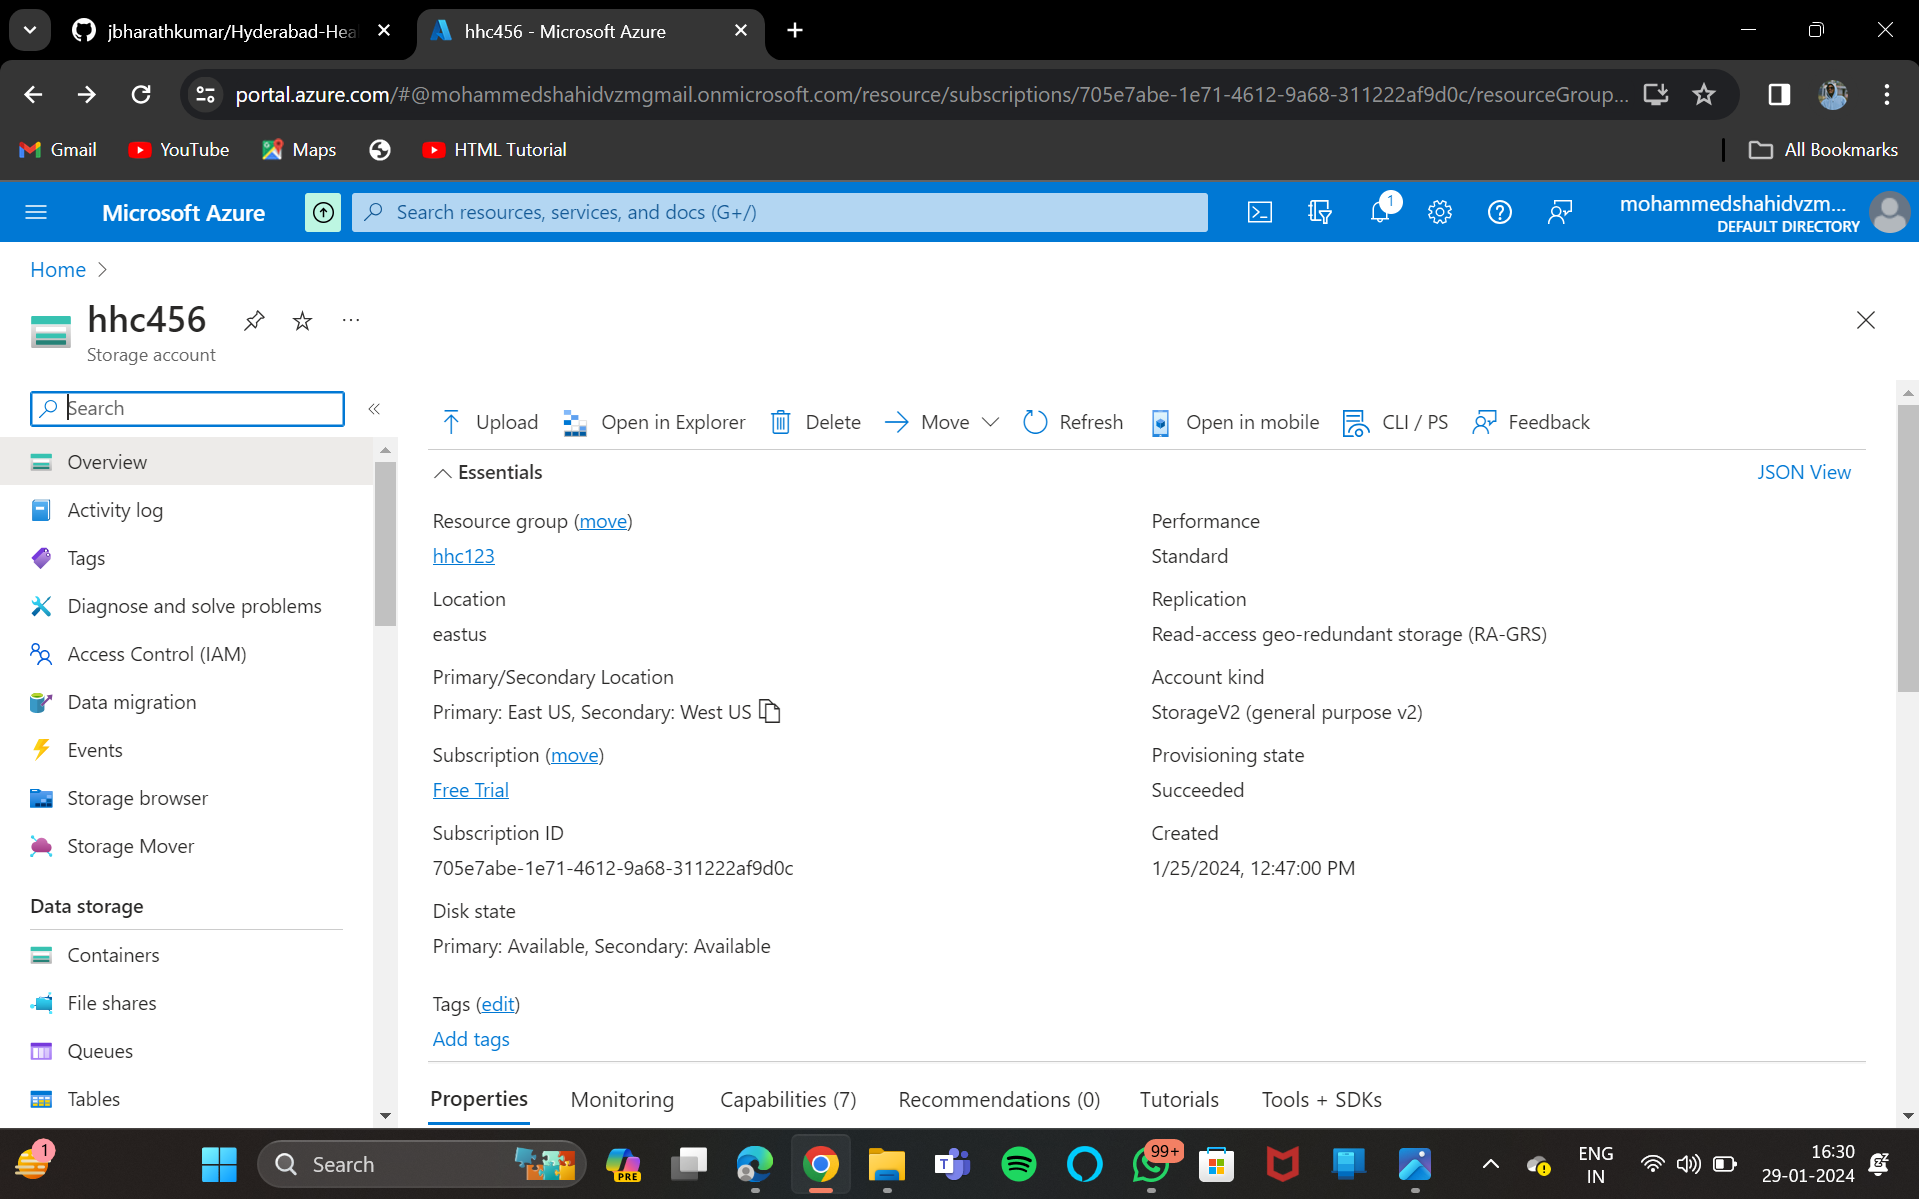 jbharathkumar/Hyderabad-Heal
hhc456 - Microsoft Azure
portal.azure.com/#@mohammedshahidvzmgmail.onmicrosoft.com/resource/subscriptions/705e7abe-1e71-4612-9a68-311222af9d0c/resourceGroup...
Gmail
YouTube
Maps
HTML Tutorial
All Bookmarks
Microsoft Azure
Search resources, services, and docs (G+/)
1
mohammedshahidvzm...
DEFAULT DIRECTORY
Home
hhc456
Storage account
Search
Overview
Activity log
Tags
Diagnose and solve problems
Access Control (IAM)
Data migration
Events
Storage browser
Storage Mover
Data storage
Containers
File shares
Queues
Tables
Upload
Open in Explorer
Delete
Move
Refresh
Open in mobile
CLI / PS
Feedback
Essentials
JSON View
Resource group (move)
hhc123
Location
eastus
Primary/Secondary Location
Primary: East US, Secondary: West US
Subscription (move)
Free Trial
Subscription ID
705e7abe-1e71-4612-9a68-311222af9d0c
Disk state
Primary: Available, Secondary: Available
Tags (edit)
Add tags
Performance
Standard
Replication
Read-access geo-redundant storage (RA-GRS)
Account kind
StorageV2 (general purpose v2)
Provisioning state
Succeeded
Created
1/25/2024, 12:47:00 PM
Properties
Monitoring
Capabilities (7)
Recommendations (0)
Tutorials
Tools + SDKs
1
Search
PRE
T
99+
ENG
IN
16:30
29-01-2024